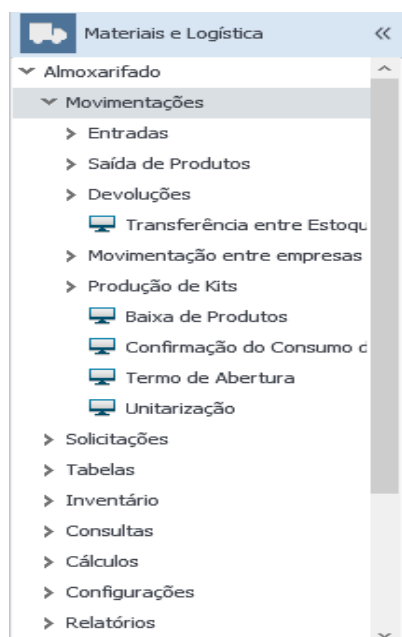 Materiais e Logística
Almoxarifado
Movimentações
Entradas
Saída de Produtos
Devoluções
Transferência entre Estoqu
Movimentação entre empresas
Produção de Kits
Baixa de Produtos
Confirmação do Consumo d
Termo de Abertura
Unitarização
Solicitações
Tabelas
Inventário
Consultas
Cálculos
Configurações
Relatórios